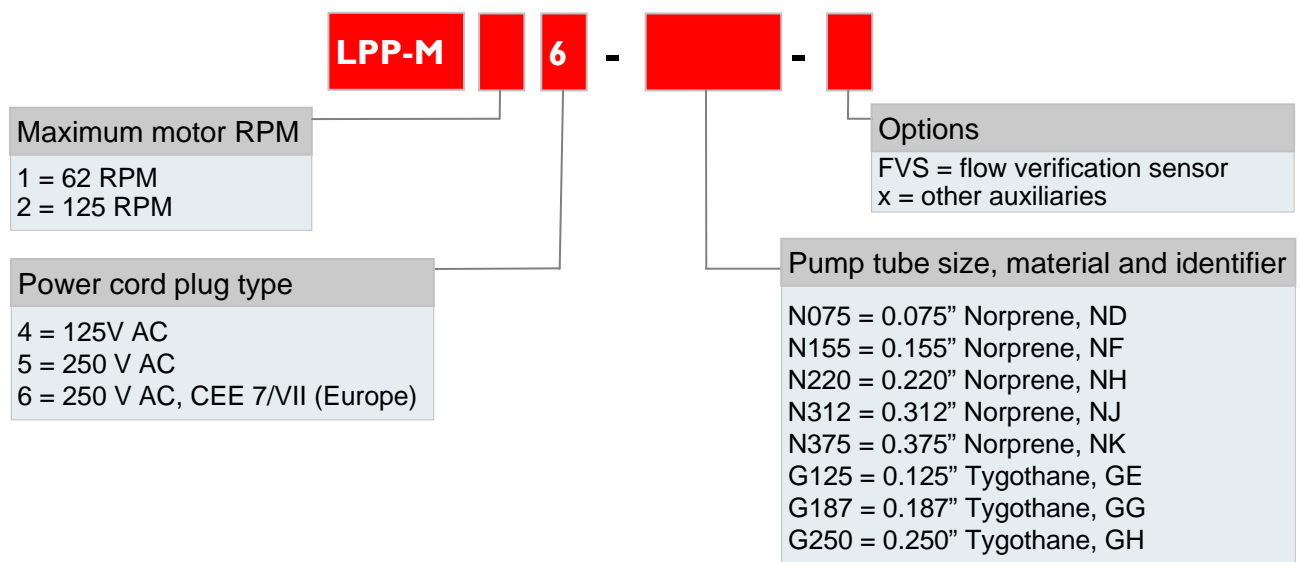 LPP-M 6 - -
Maximum motor RPM
1 = 62 RPM
2 = 125 RPM
Options
FVS = flow verification sensor
x = other auxiliaries
Power cord plug type
4 = 125V AC
5 = 250 V AC
6 = 250 V AC, CEE 7/VII (Europe)
Pump tube size, material and identifier
N075 = 0.075” Norprene, ND
N155 = 0.155” Norprene, NF
N220 = 0.220” Norprene, NH
N312 = 0.312” Norprene, NJ
N375 = 0.375” Norprene, NK
G125 = 0.125” Tygothane, GE
G187 = 0.187” Tygothane, GG
G250 = 0.250” Tygothane, GH